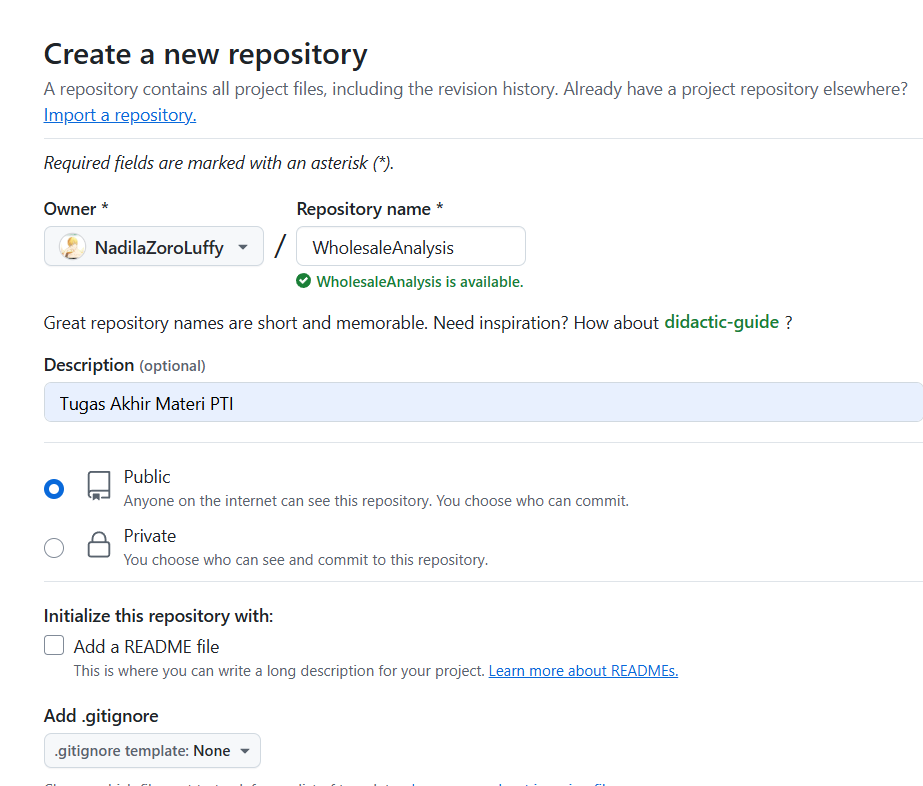 Create a new repository
A repository contains all project files, including the revision history. Already have a project repository elsewhere?
Import a repository.
Required fields are marked with an asterisk (*).
Owner * Repository name *
NadilaZoroLuffy / WholesaleAnalysis
WholesaleAnalysis is available.
Great repository names are short and memorable. Need inspiration? How about didactic-guide ?
Description (optional)
Tugas Akhir Materi PTI
Public
Anyone on the internet can see this repository. You choose who can commit.
Private
You choose who can see and commit to this repository.
Initialize this repository with:
Add a README file
This is where you can write a long description for your project. Learn more about READMEs.
Add .gitignore
.gitignore template: None